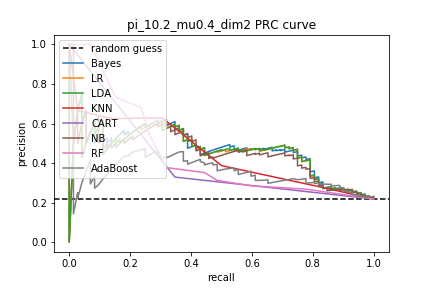 pi_10.2_mu0.4_dim2 PRC curve
precision
1.0
0.8
0.6
0.4
0.2
0.0
random guess
Bayes
LR
LDA
KNN
CART
NB
RF
AdaBoost
0.0 0.2 0.4 0.6 0.8 1.0
recall